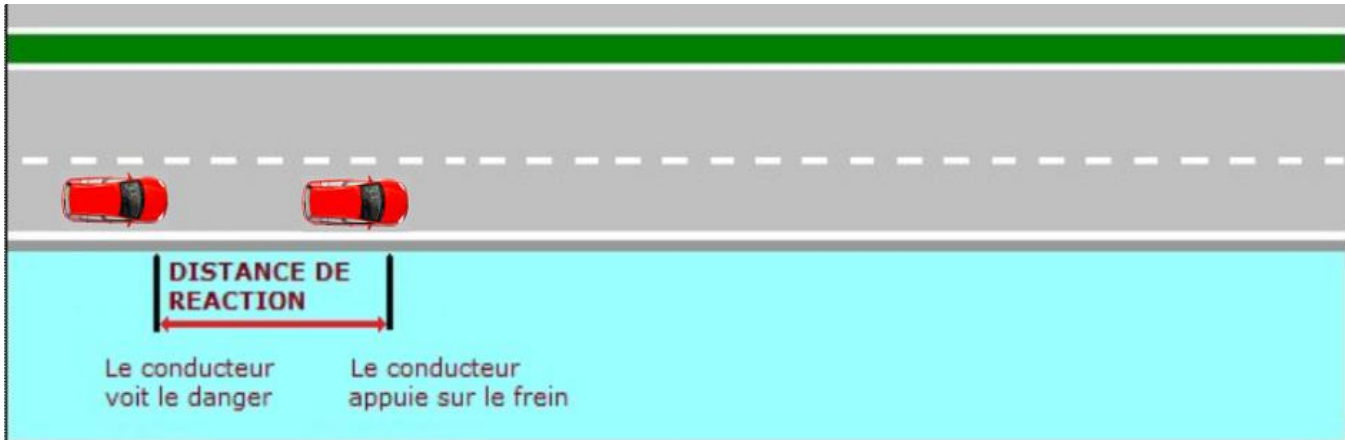 DISTANCE DE
REACTION
Le conducteur
voit le danger
Le conducteur
appuie sur le frein